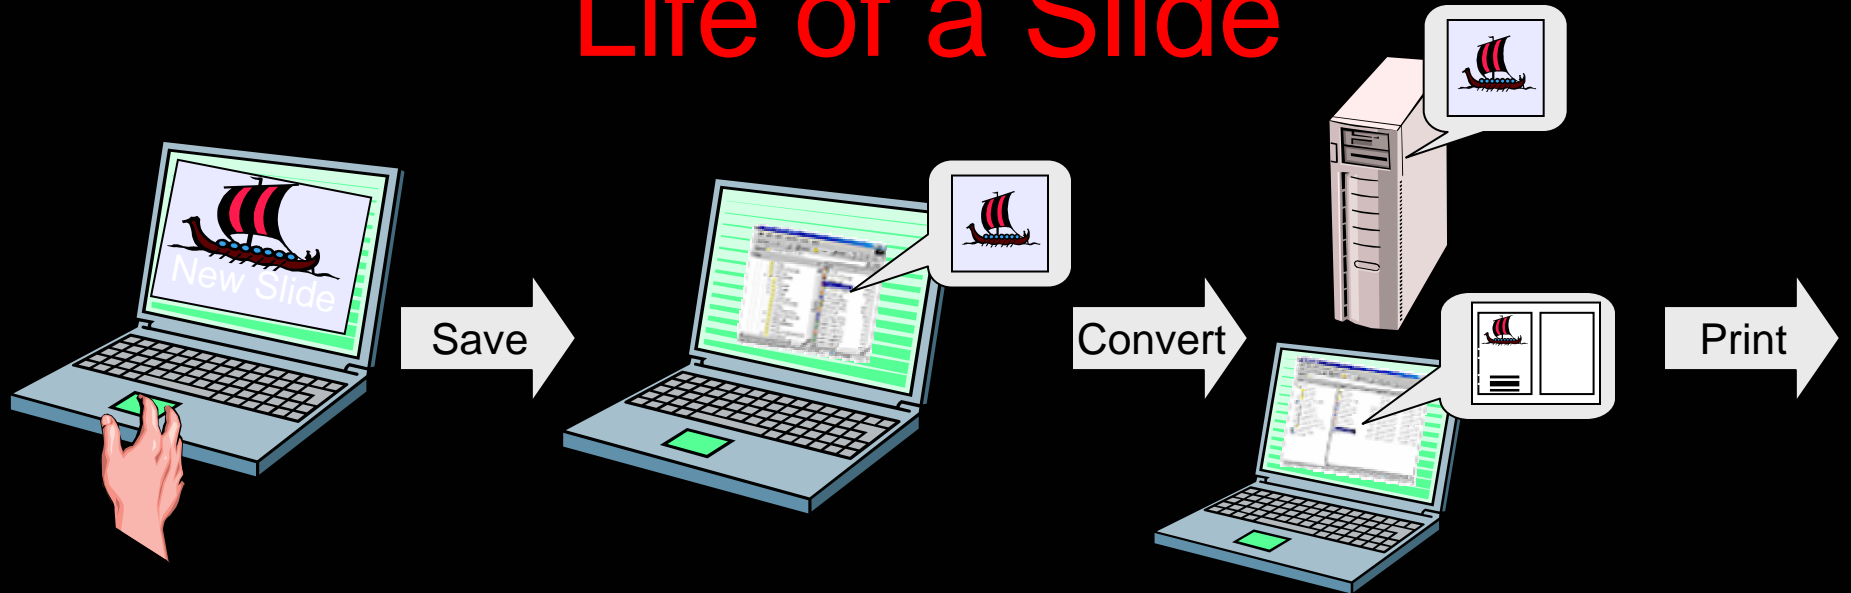 Life of a Slide
New Slide
Save
Convert
Print